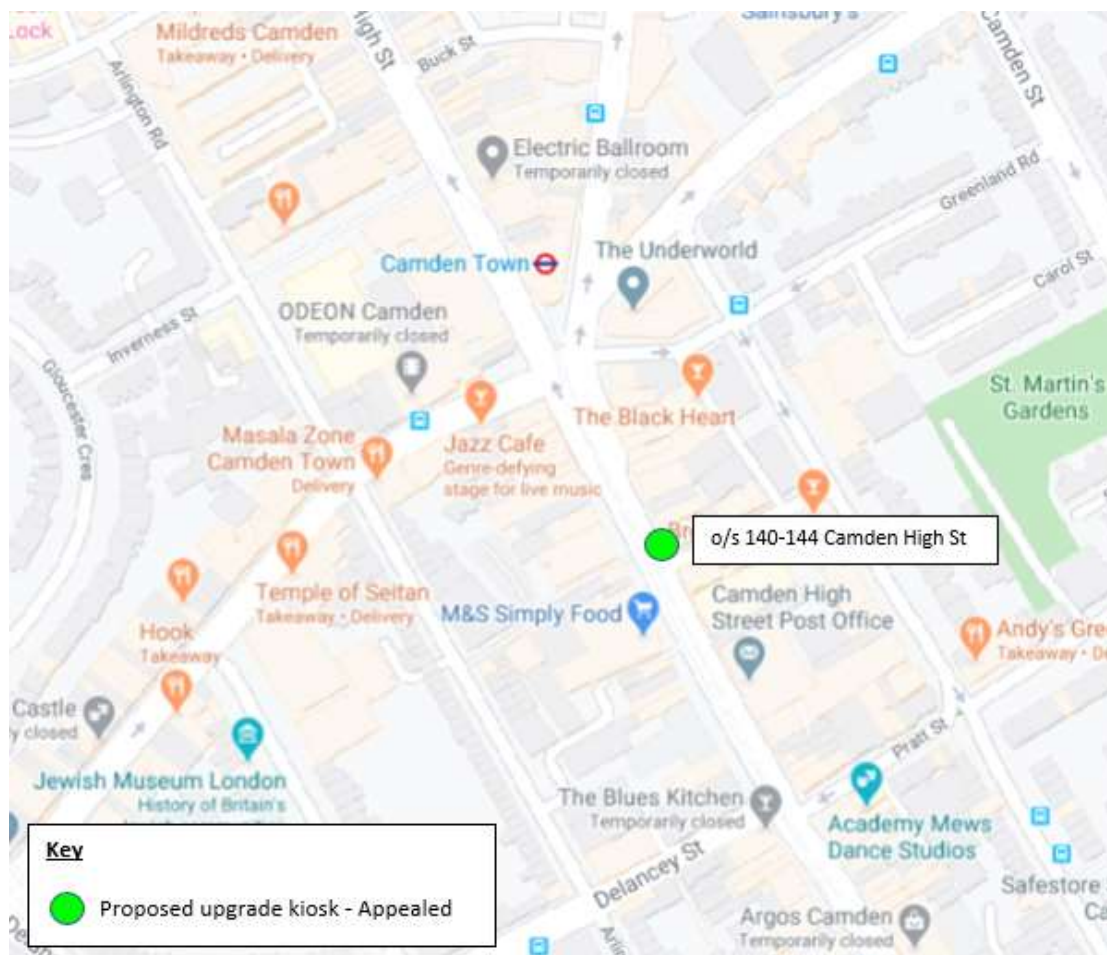 Lock
Mildreds Camden
Takeaway • Delivery
High St
Buck St
Sainsbury's
Camden St
Arlington Rd
Electric Ballroom
Temporarily closed
Greenland Rd
Camden Town
The Underworld
Carol St
Inverness St
ODEON Camden
Temporarily closed
Gloucester Cres
St. Martin's
Gardens
The Black Heart
Masala Zone
Camden Town
Delivery
Jazz Cafe
Genre-defying
stage for live music
Br
o/s 140-144 Camden High St
Temple of Seitan
Takeaway • Delivery
M&S Simply Food
Camden High
Street Post Office
Hook
Takeaway
Andy's Gre
Takeaway • De
Castle
y closed
Pratt St
Jewish Museum London
History of Britain's
The Blues Kitchen
Temporarily closed
Academy Mews
Dance Studios
Delancey St
Safestore
Ca
Argos Camden
Temporarily closed
Key
Proposed upgrade kiosk - Appealed